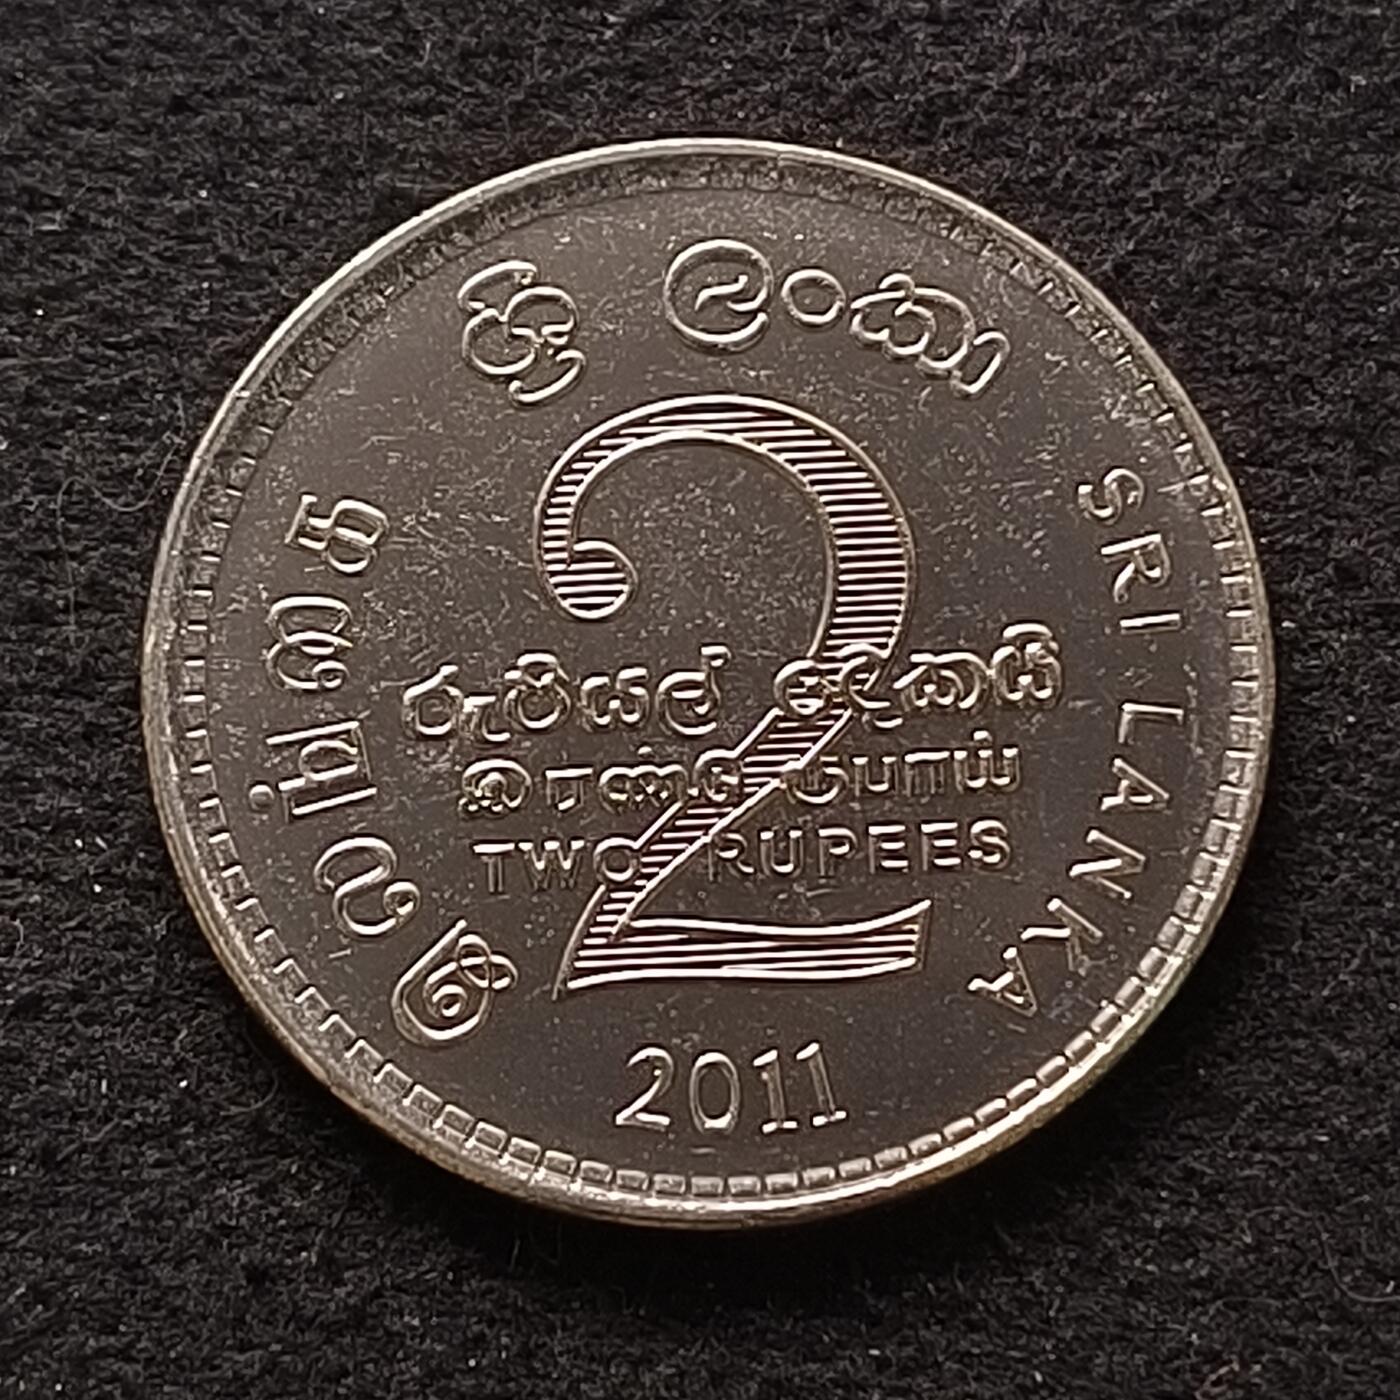 ශ්‍රී ලංකා
இலங்கை
SRI LANKA
2
රුපියල් දෙකයි
இரண்டு ரூபாய்
TWO RUPEES
2011